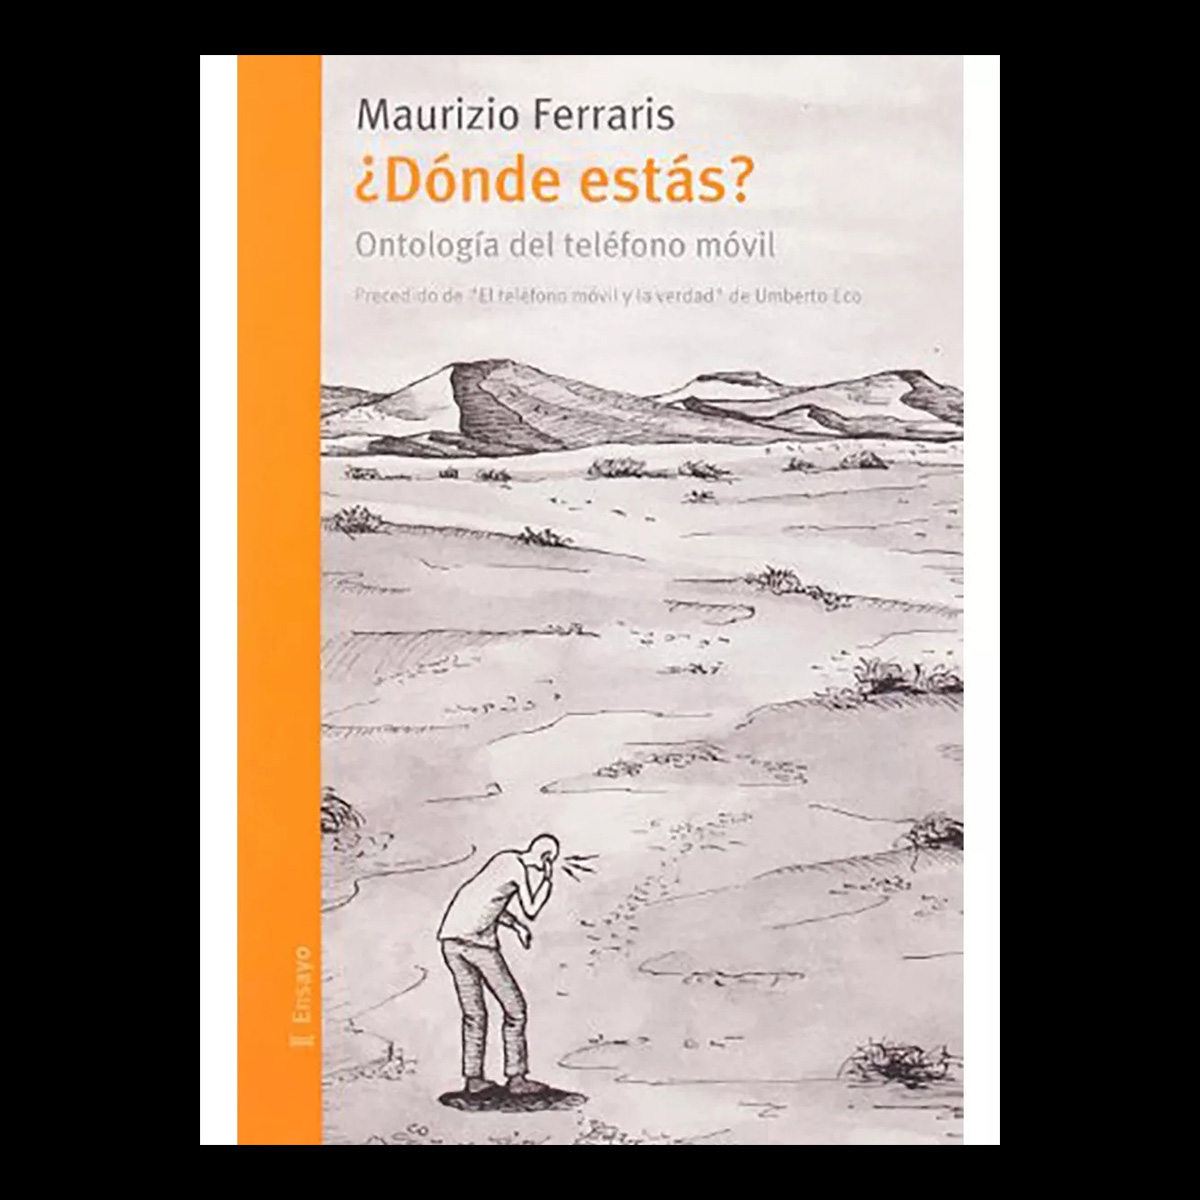 Maurizio Ferraris
¿Dónde estás?
Ontología del teléfono móvil
Precedido de "El teléfono móvil y la verdad" de Umberto Eco
Ensayo